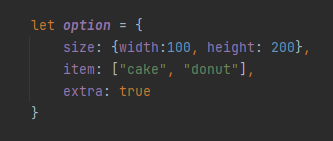 let option = {
    size: {width:100, height: 200},
    item: ["cake", "donut"],
    extra: true
}